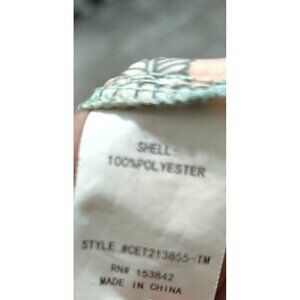 SHELL:
100%POLYESTER
STYLE #CET213855-TM
RN# 153842
MADE IN CHINA